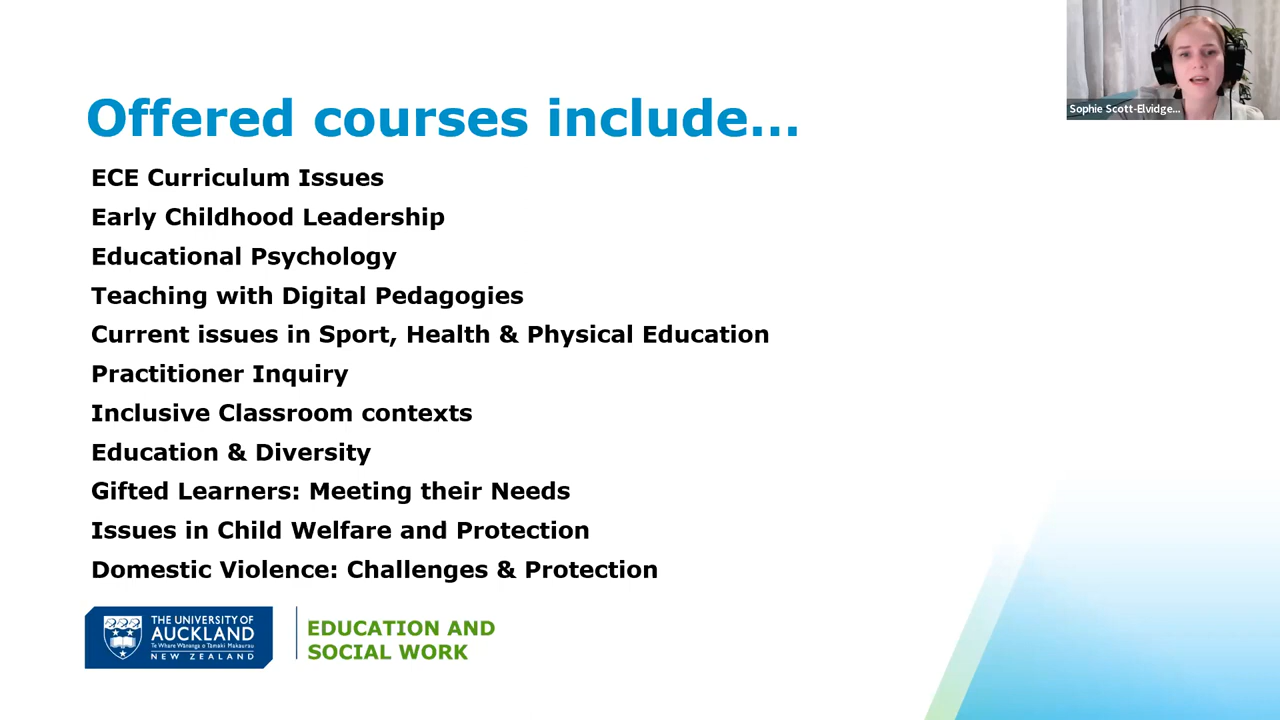 Offered courses include...
Sophie Scott-Elvidge...
ECE Curriculum Issues
Early Childhood Leadership
Educational Psychology
Teaching with Digital Pedagogies
Current issues in Sport, Health & Physical Education
Practitioner Inquiry
Inclusive Classroom contexts
Education & Diversity
Gifted Learners: Meeting their Needs
Issues in Child Welfare and Protection
Domestic Violence: Challenges & Protection
THE UNIVERSITY OF
AUCKLAND
Te Whare Wānanga o Tāmaki Makaurau
NEW ZEALAND
EDUCATION AND
SOCIAL WORK